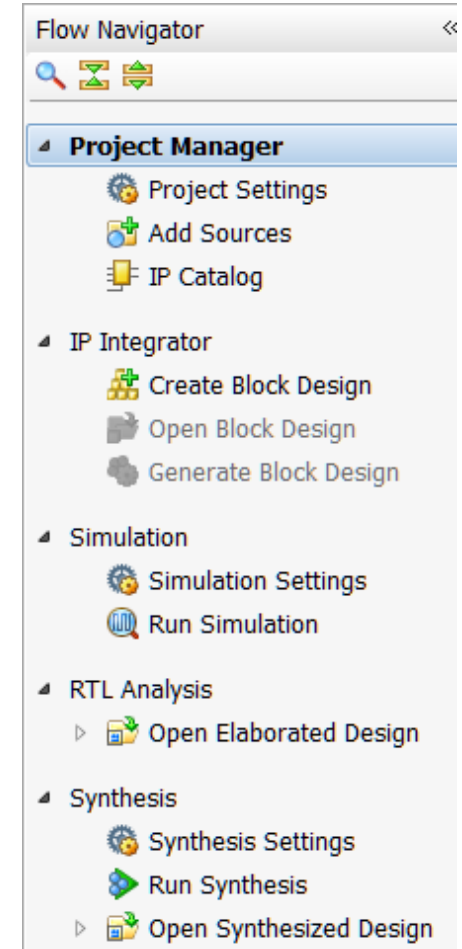 Flow Navigator
Project Manager
Project Settings
Add Sources
IP Catalog
IP Integrator
Create Block Design
Open Block Design
Generate Block Design
Simulation
Simulation Settings
Run Simulation
RTL Analysis
Open Elaborated Design
Synthesis
Synthesis Settings
Run Synthesis
Open Synthesized Design